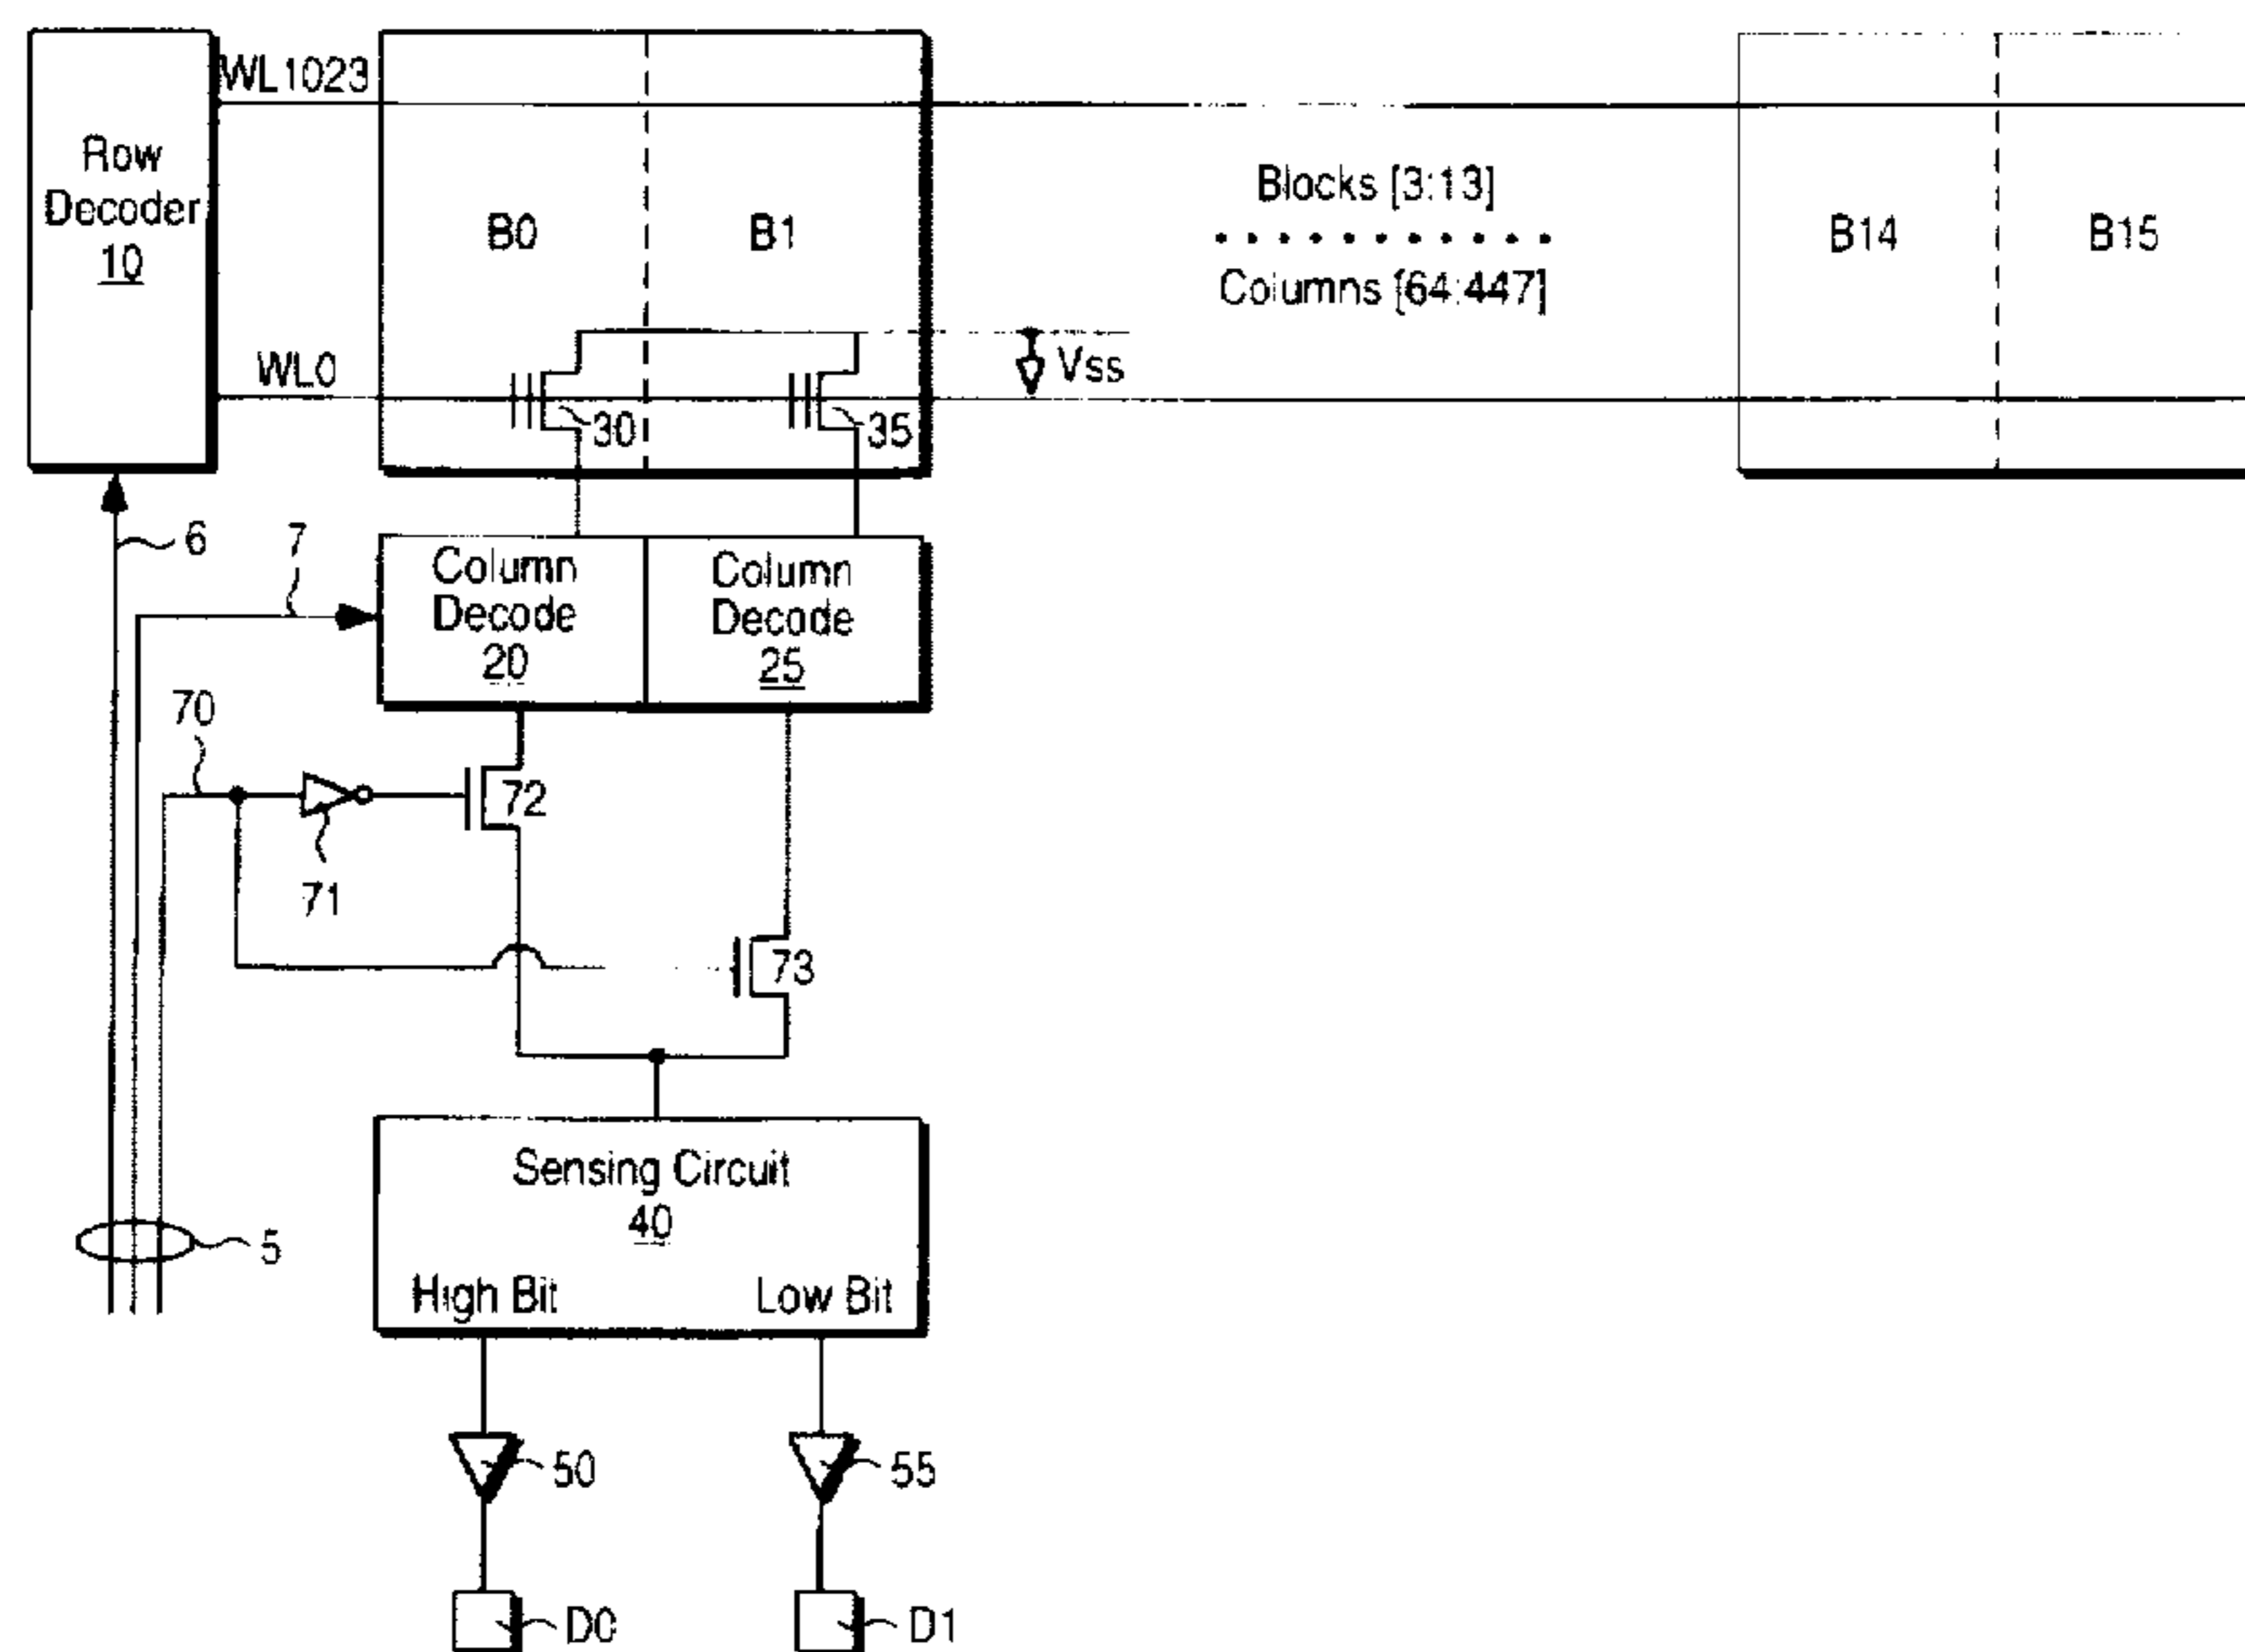 WL1023
Row
Decoder
10
B0
B1
Blocks [3:13]
Columns [64:447]
B14
B15
WL0
Vss
30
35
6
7
Column
Decode
20
Column
Decode
25
70
72
71
73
Sensing Circuit
40
5
High Bit
Low Bit
50
55
D0
D1